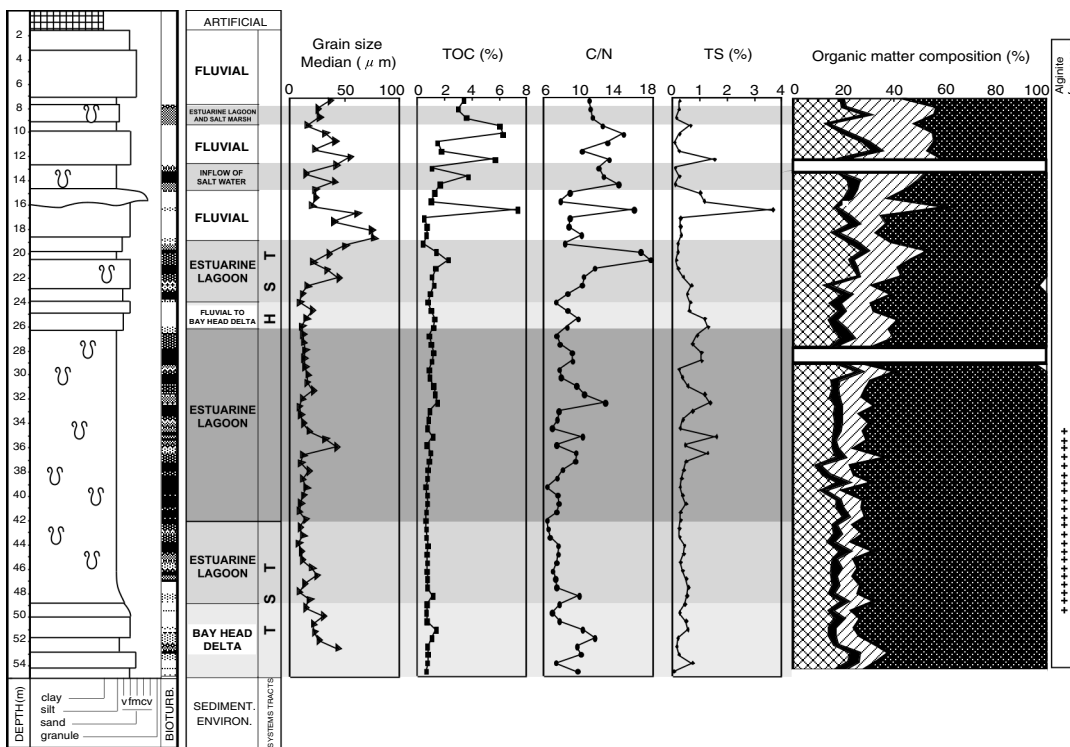 ARTIFICIAL
Grain size
Median ( μ m)
TOC (%)
C/N
TS (%)
Organic matter composition (%)
Alginite
0 50 100
0 2 4 6 8
6 10 14 18
0 1 2 3 4
0 20 40 60 80 100
2
4
6
8
10
12
14
16
18
20
22
24
26
28
30
32
34
36
38
40
42
44
46
48
50
52
54
FLUVIAL
ESTUARINE LAGOON
AND SALT MARSH
FLUVIAL
INFLOW OF
SALT WATER
FLUVIAL
ESTUARINE
LAGOON
FLUVIAL TO
BAY HEAD DELTA
ESTUARINE
LAGOON
ESTUARINE
LAGOON
BAY HEAD
DELTA
H S T
T S T
+++++++++++++++++++
DEPTH(m)
clay
silt
sand
granule
vfmcv
BIOTURB.
SEDIMENT.
ENVIRON.
SYSTEMS TRACTS